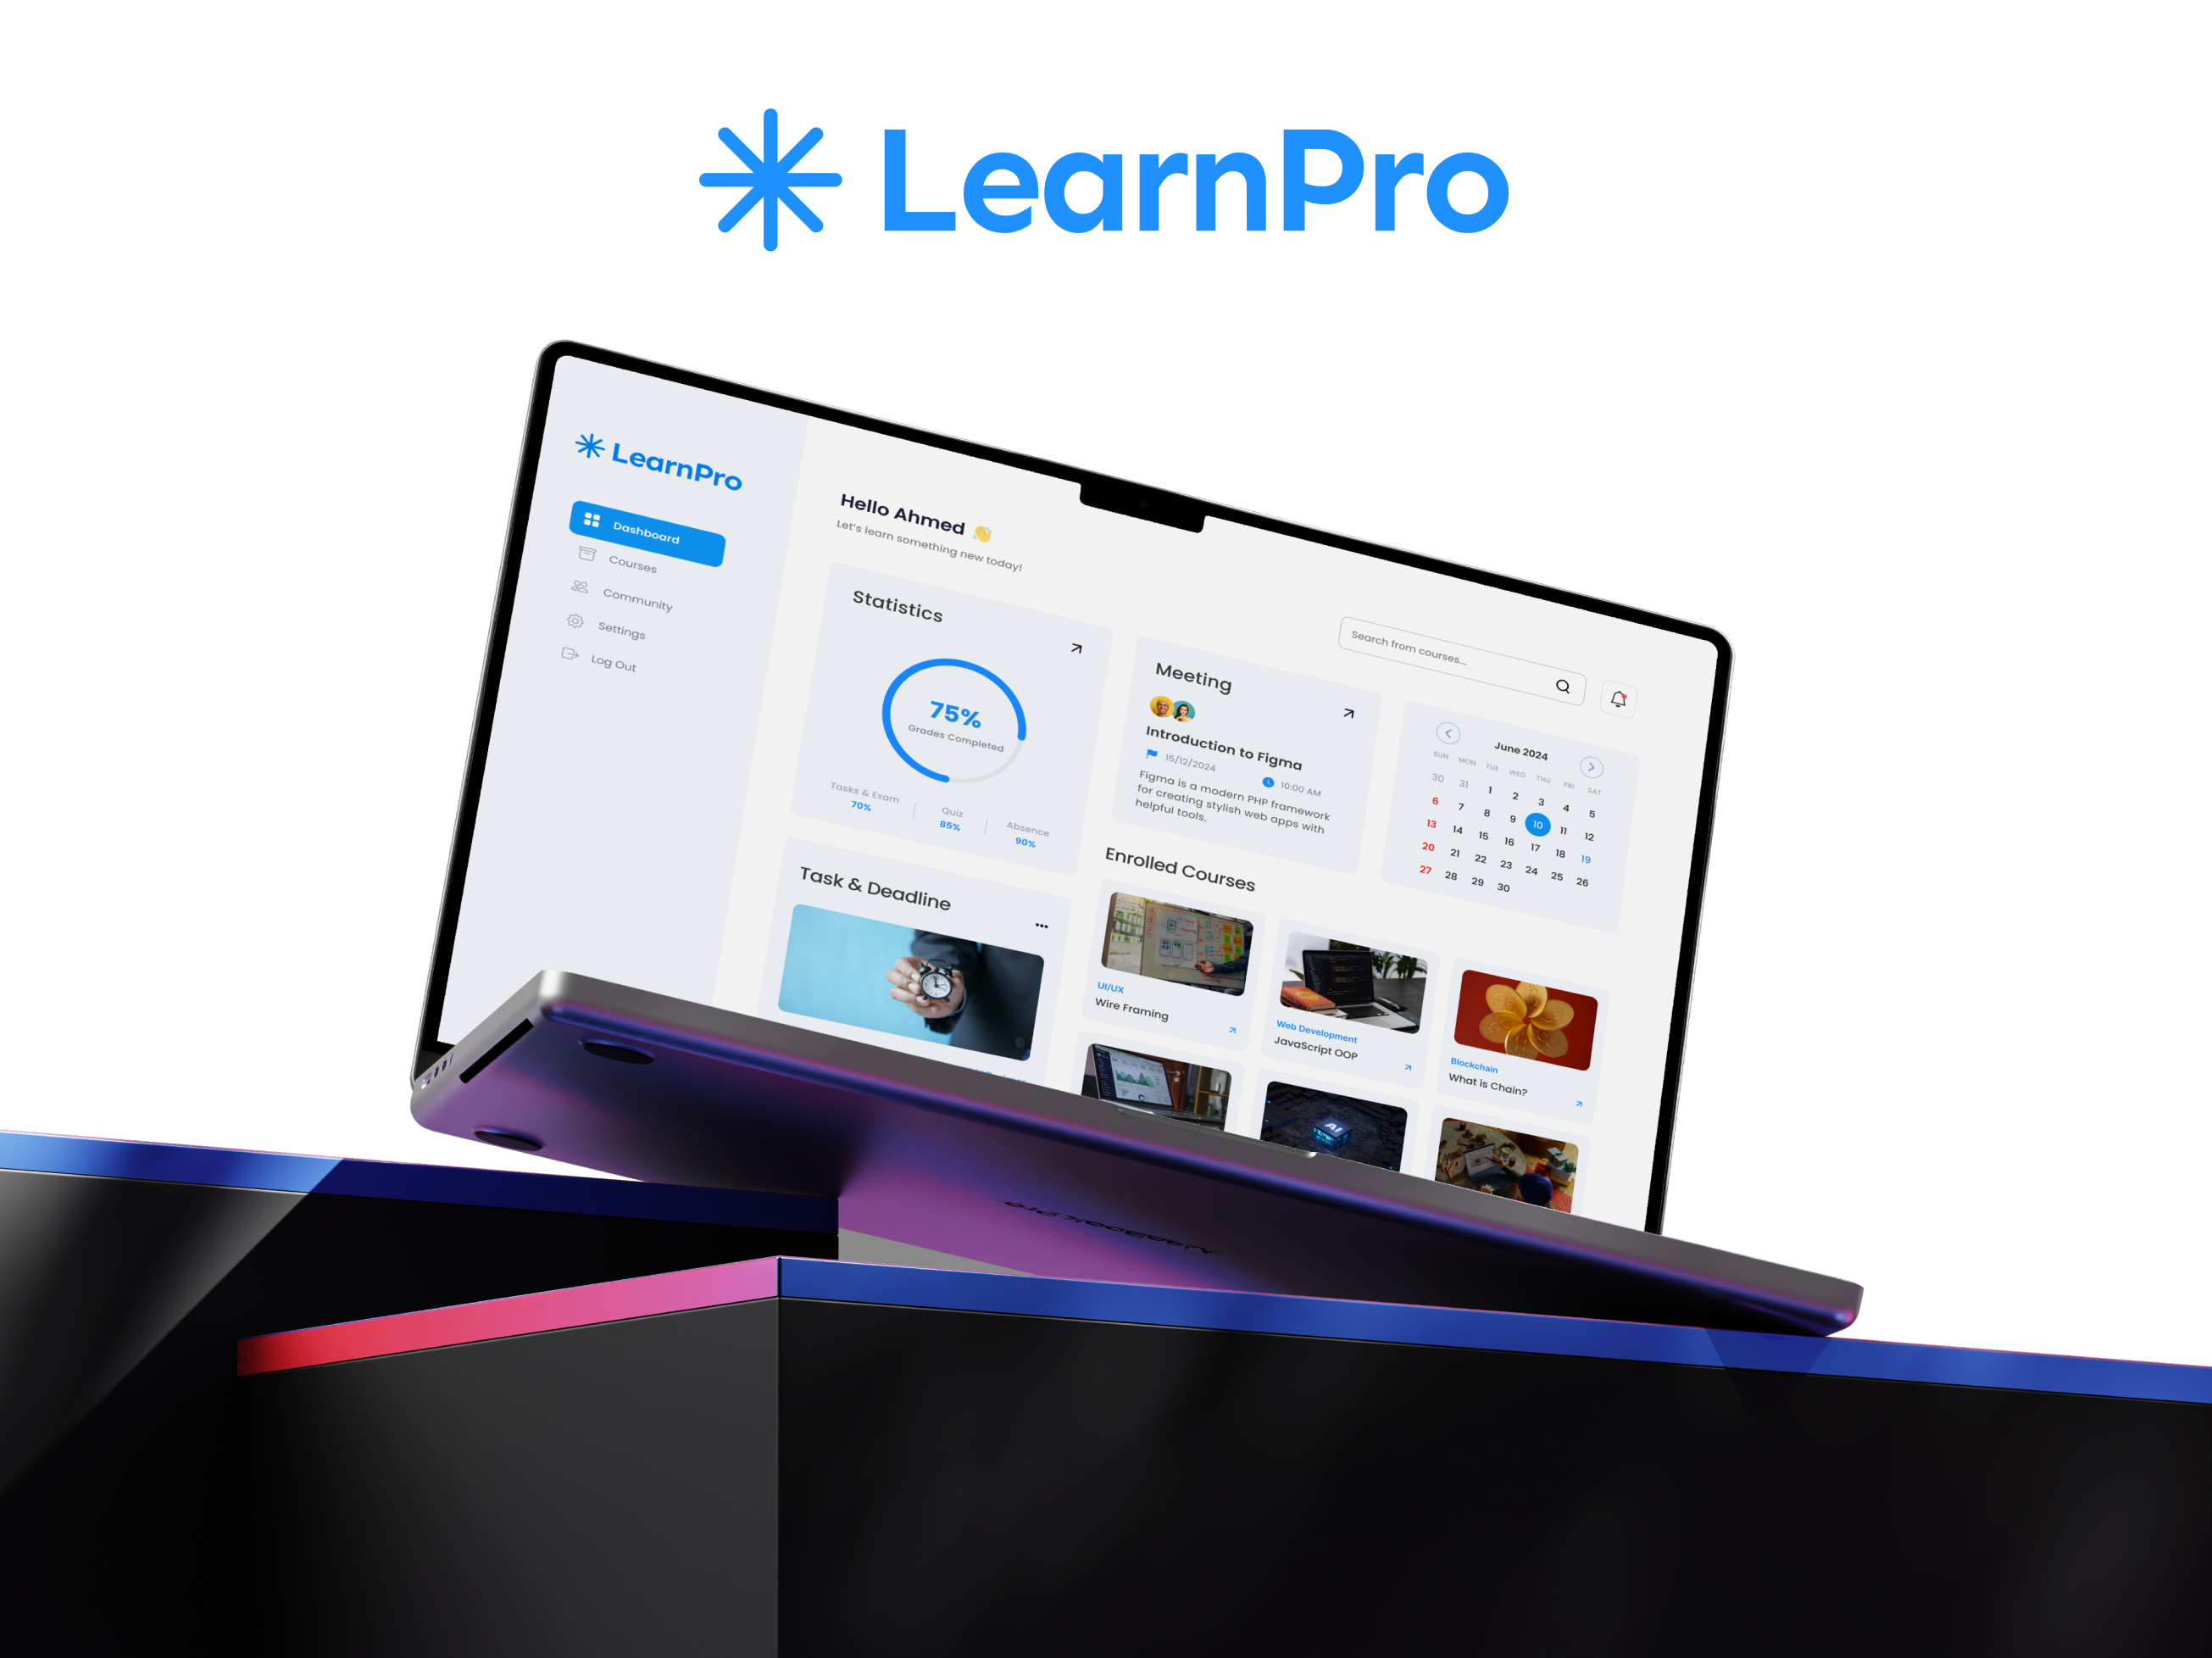 LearnPro
LearnPro
Dashboard
Courses
Community
Settings
Log Out
Hello Ahmed 👋
Let's learn something new today!
Search from courses...
Statistics
75%
Grades Completed
Tasks & Exam
70%
Quiz
85%
Absence
90%
Meeting
Introduction to Figma
15/12/2024
10:00 AM
Figma is a modern PHP framework
for creating stylish web apps with
helpful tools.
June 2024
SUN MON TUE WED THU FRI SAT
30 31 1 2 3 4 5
6 7 8 9 10 11 12
13 14 15 16 17 18 19
20 21 22 23 24 25 26
27 28 29 30
Task & Deadline
Enrolled Courses
UI/UX
Wire Framing
Web Development
JavaScript OOP
Blockchain
What is Chain?
AI
MacBook Pro